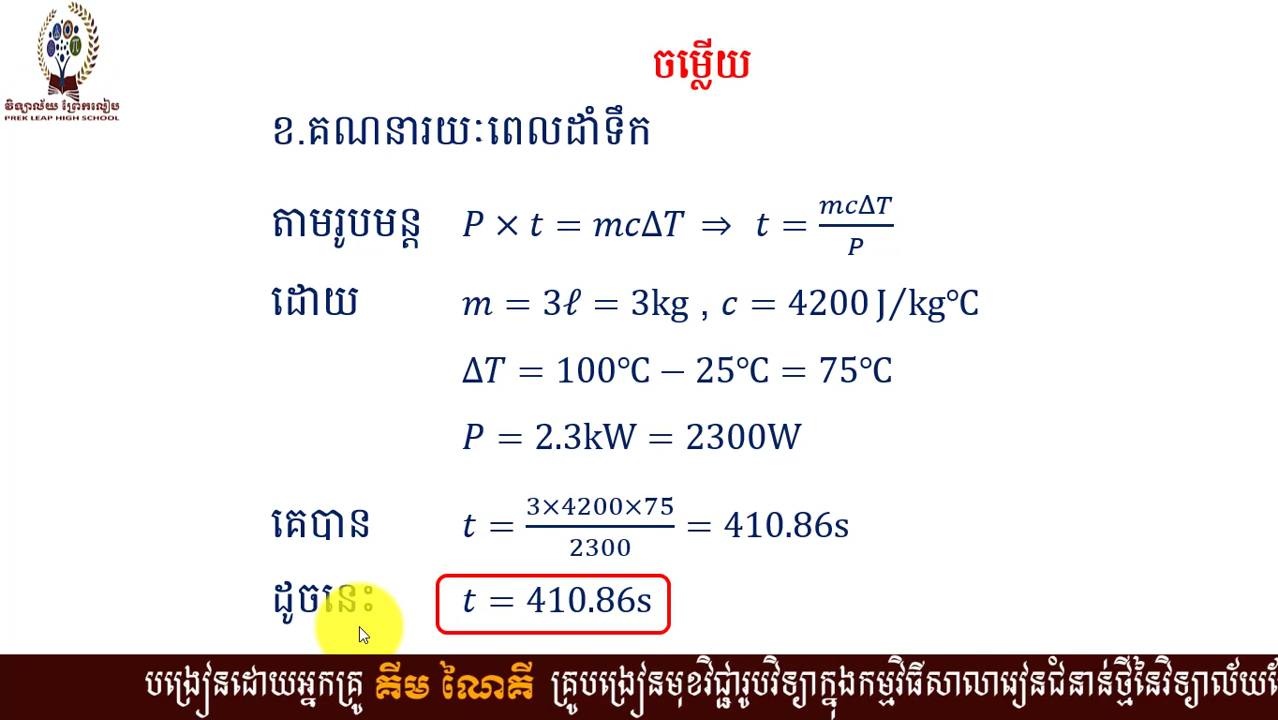 វិទ្យាល័យ ព្រែកលៀប
PREK LEAP HIGH SCHOOL
ចម្លើយ
ខ.គណនារយៈពេលដាំទឹក
តាមរូបមន្ត P × t = mcΔT ⇒ t = mcΔT/P
ដោយ m = 3ℓ = 3kg , c = 4200 J/kg℃
ΔT = 100℃ − 25℃ = 75℃
P = 2.3kW = 2300W
គេបាន t = 3×4200×75/2300 = 410.86s
ដូចនេះ t = 410.86s
បង្រៀនដោយអ្នកគ្រូ គឹម ណៃគី គ្រូបង្រៀនមុខវិជ្ជារូបវិទ្យាក្នុងកម្មវិធីសាលារៀនជំនាន់ថ្មីនៃវិទ្យាល័យ